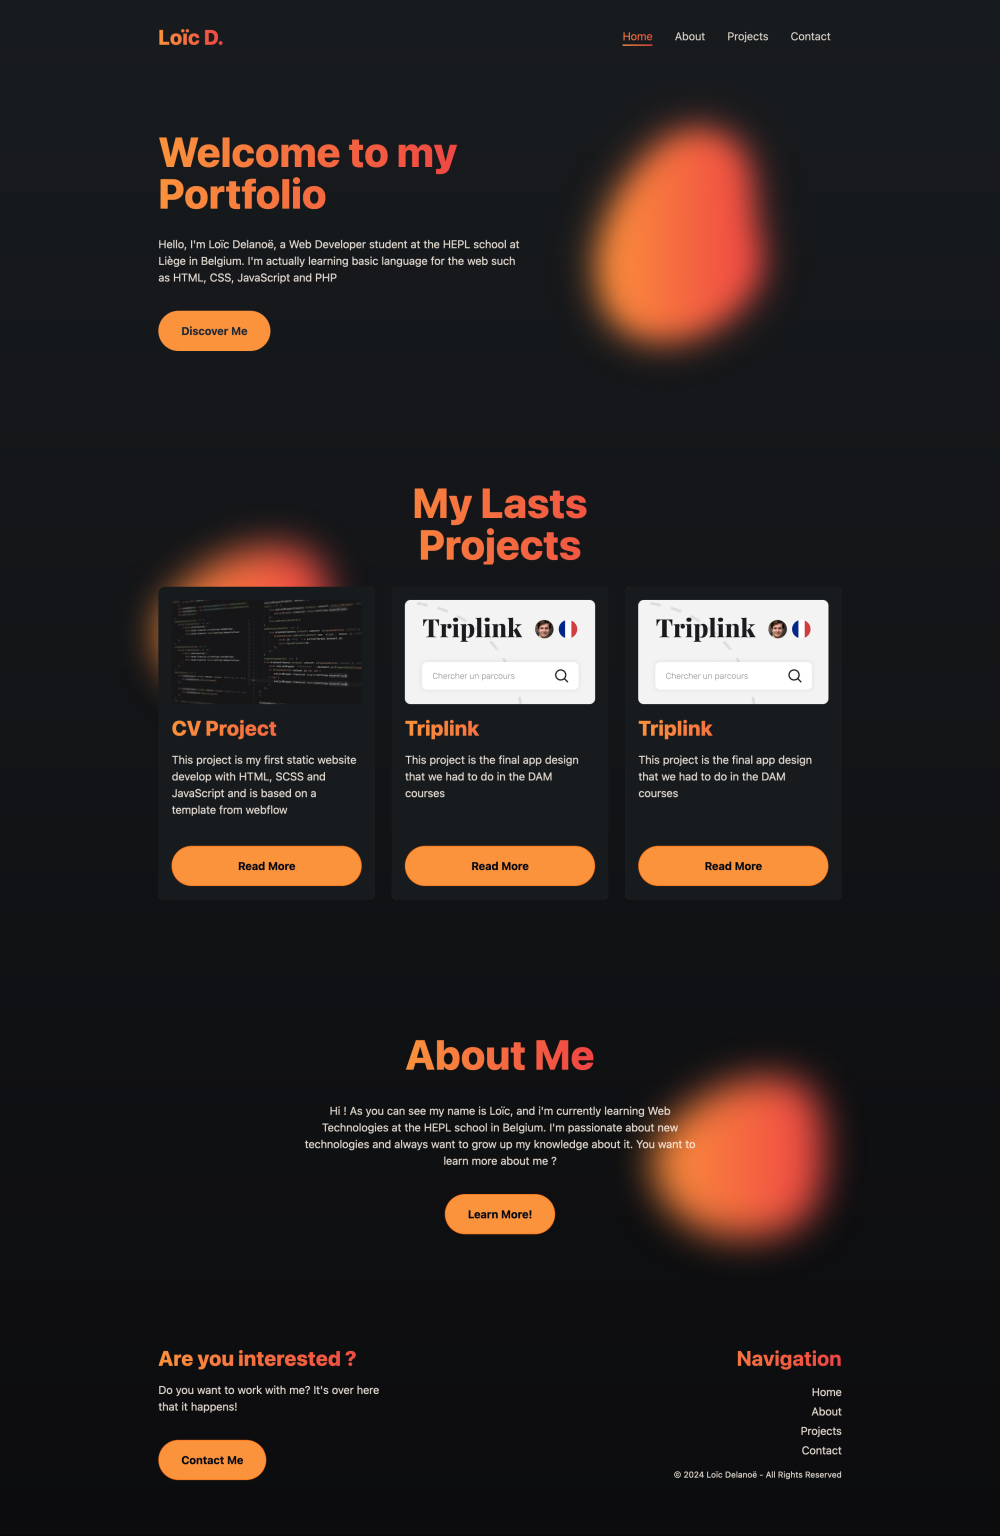 Loïc D.
Home About Projects Contact
Welcome to my
Portfolio
Hello, I'm Loïc Delanoë, a Web Developer student at the HEPL school at
Liège in Belgium. I'm actually learning basic language for the web such
as HTML, CSS, JavaScript and PHP
Discover Me
My Lasts
Projects
CV Project
This project is my first static website
develop with HTML, SCSS and
JavaScript and is based on a
template from webflow
Read More
Triplink
Chercher un parcours
Triplink
This project is the final app design
that we had to do in the DAM
courses
Read More
Triplink
Chercher un parcours
Triplink
This project is the final app design
that we had to do in the DAM
courses
Read More
About Me
Hi ! As you can see my name is Loïc, and i'm currently learning Web
Technologies at the HEPL school in Belgium. I'm passionate about new
technologies and always want to grow up my knowledge about it. You want to
learn more about me ?
Learn More!
Are you interested ?
Do you want to work with me? It's over here
that it happens!
Contact Me
Navigation
Home
About
Projects
Contact
© 2024 Loïc Delanoë - All Rights Reserved